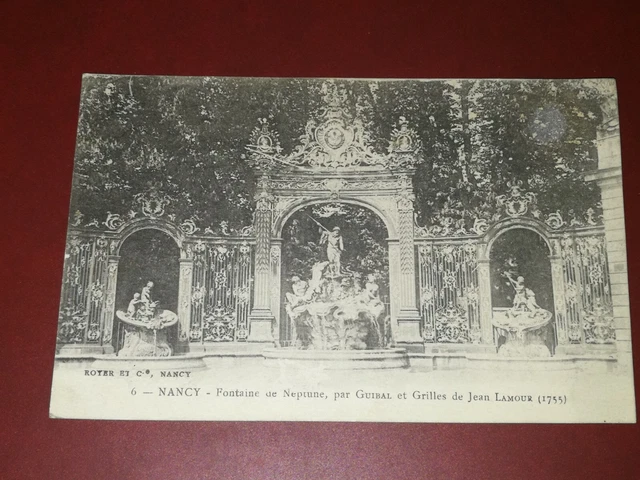 ROYER ET Cie, NANCY
6 — NANCY - Fontaine de Neptune, par GUIBAL et Grilles de Jean LAMOUR (1755)